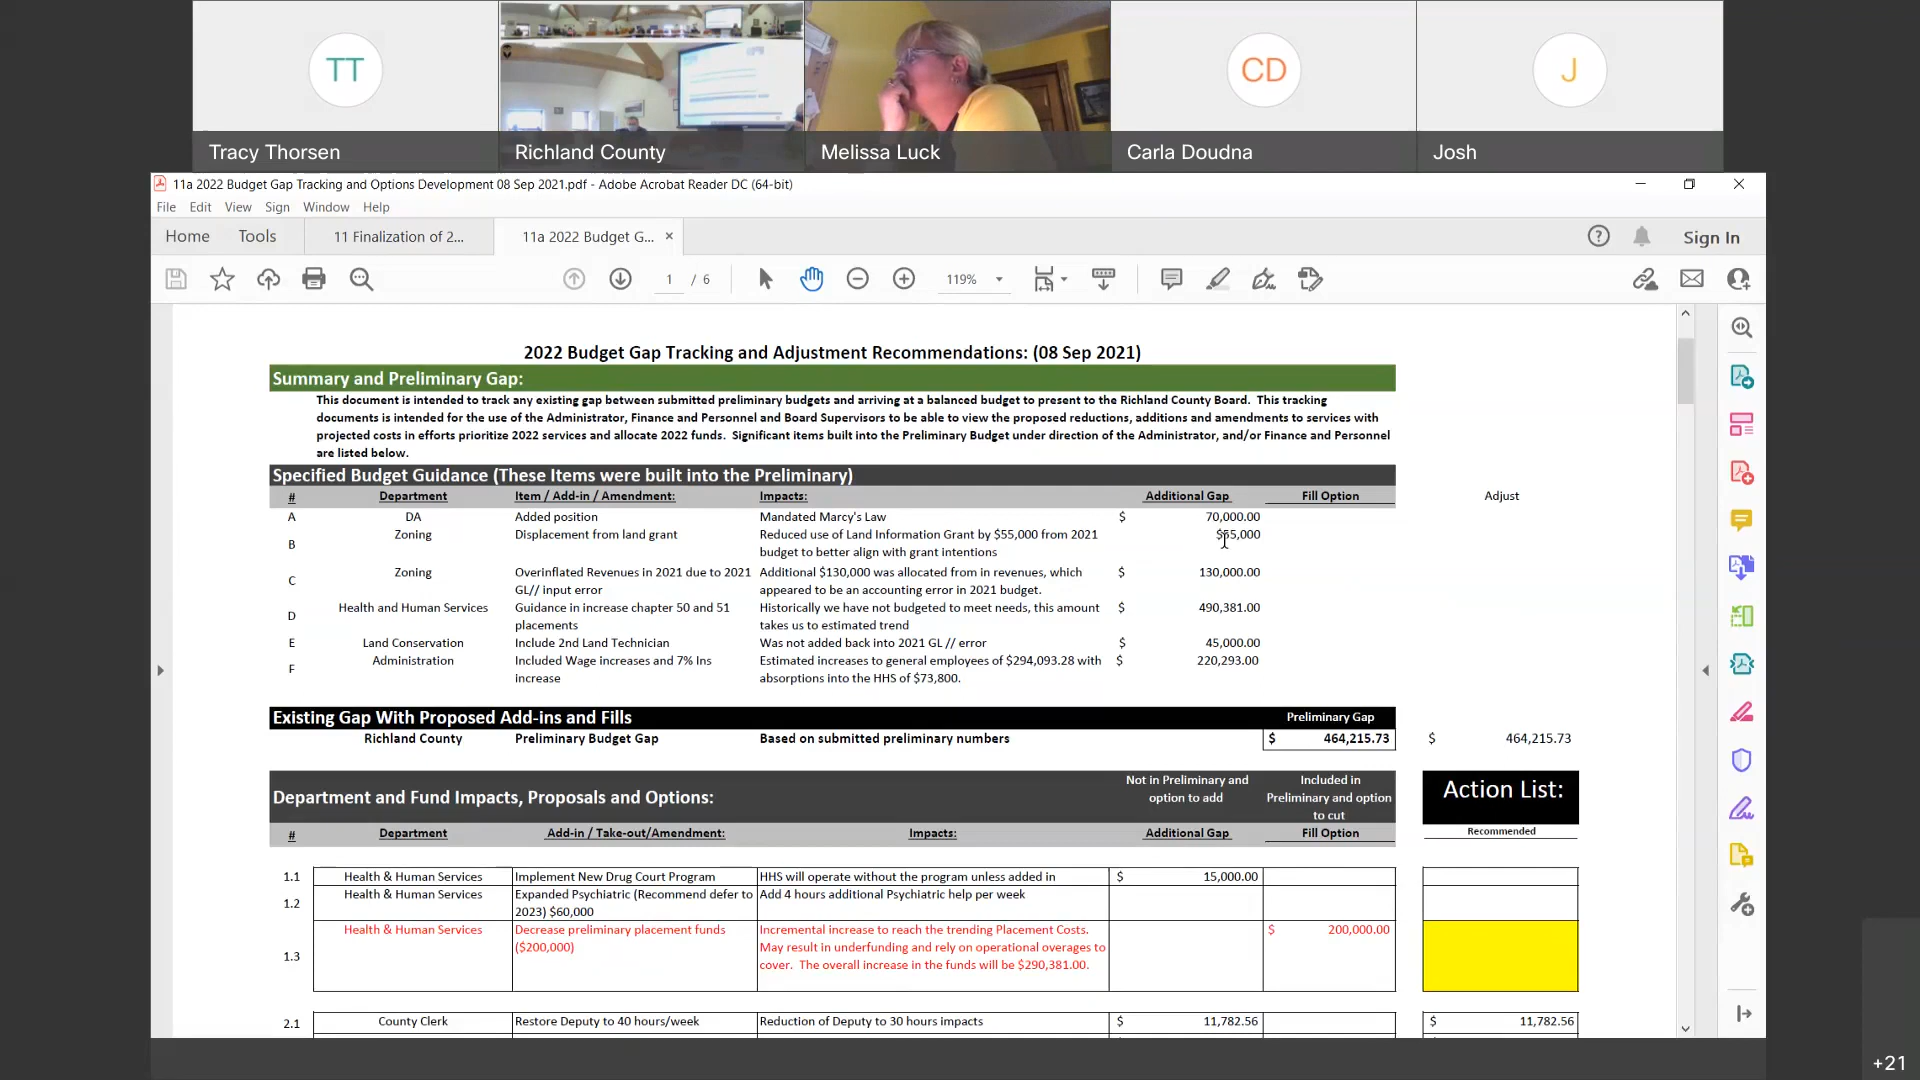 TT
CD
J
Tracy Thorsen
Richland County
Melissa Luck
Carla Doudna
Josh
11a 2022 Budget Gap Tracking and Options Development 08 Sep 2021.pdf - Adobe Acrobat Reader DC (64-bit)
File Edit View Sign Window Help
Home Tools 11 Finalization of 2... 11a 2022 Budget G... × Sign In
1 / 6 119%
2022 Budget Gap Tracking and Adjustment Recommendations: (08 Sep 2021)
Summary and Preliminary Gap:
This document is intended to track any existing gap between submitted preliminary budgets and arriving at a balanced budget to present to the Richland County Board. This tracking
documents is intended for the use of the Administrator, Finance and Personnel and Board Supervisors to be able to view the proposed reductions, additions and amendments to services with
projected costs in efforts prioritize 2022 services and allocate 2022 funds. Significant items built into the Preliminary Budget under direction of the Administrator, and/or Finance and Personnel
are listed below.
Specified Budget Guidance (These Items were built into the Preliminary)
# Department Item / Add-in / Amendment: Impacts: Additional Gap Fill Option Adjust
A DA Added position Mandated Marcy's Law $ 70,000.00
B Zoning Displacement from land grant Reduced use of Land Information Grant by $55,000 from 2021 $55,000
budget to better align with grant intentions
C Zoning Overinflated Revenues in 2021 due to 2021 Additional $130,000 was allocated from in revenues, which $ 130,000.00
GL// input error appeared to be an accounting error in 2021 budget.
D Health and Human Services Guidance in increase chapter 50 and 51 Historically we have not budgeted to meet needs, this amount $ 490,381.00
placements takes us to estimated trend
E Land Conservation Include 2nd Land Technician Was not added back into 2021 GL // error $ 45,000.00
F Administration Included Wage increases and 7% Ins Estimated increases to general employees of $294,093.28 with $ 220,293.00
increase absorptions into the HHS of $73,800.
Existing Gap With Proposed Add-ins and Fills Preliminary Gap
Richland County Preliminary Budget Gap Based on submitted preliminary numbers $ 464,215.73 $ 464,215.73
Department and Fund Impacts, Proposals and Options: Not in Preliminary and option to add Included in Preliminary and option to cut Action List:
# Department Add-in / Take-out/Amendment: Impacts: Additional Gap Fill Option Recommended
1.1 Health & Human Services Implement New Drug Court Program HHS will operate without the program unless added in $ 15,000.00
1.2 Health & Human Services Expanded Psychiatric (Recommend defer to Add 4 hours additional Psychiatric help per week
2023) $60,000
1.3 Health & Human Services Decrease preliminary placement funds Incremental increase to reach the trending Placement Costs. $ 200,000.00
($200,000) May result in underfunding and rely on operational overages to
cover. The overall increase in the funds will be $290,381.00.
2.1 County Clerk Restore Deputy to 40 hours/week Reduction of Deputy to 30 hours impacts $ 11,782.56 $ 11,782.56
+21